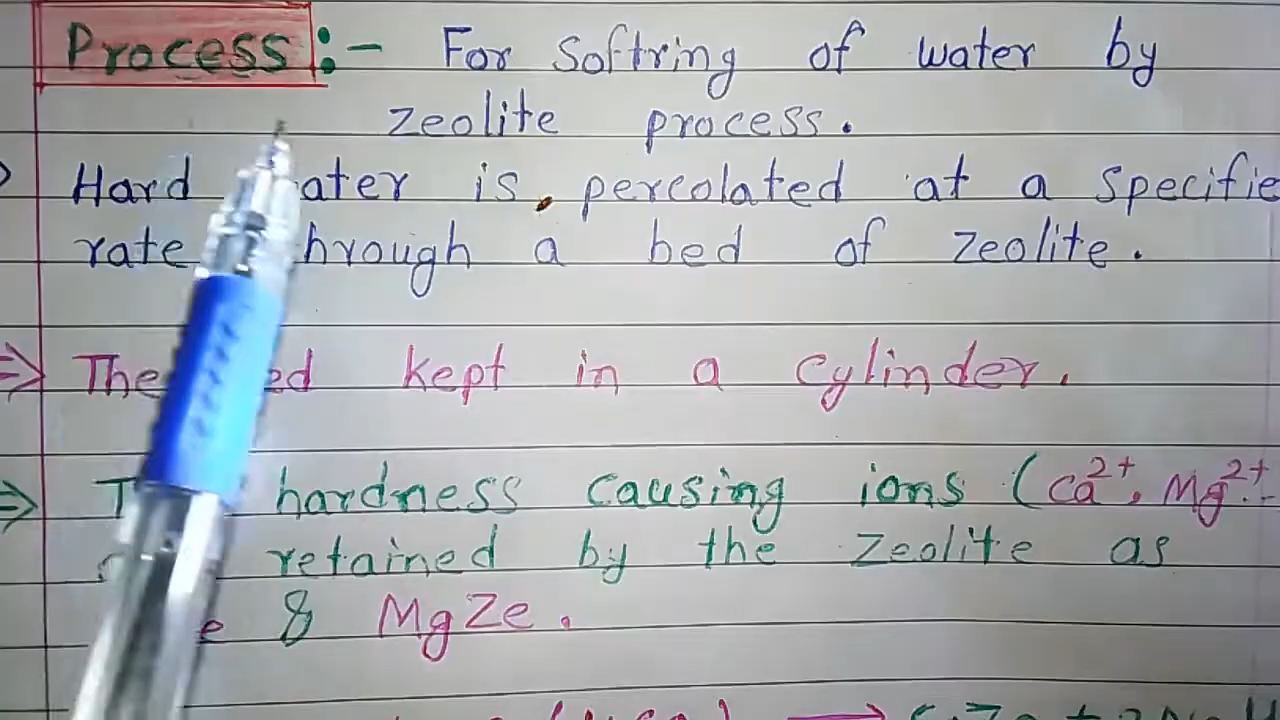 Process :- For Softring of water by
zeolite process.
Hard ater is percolated at a specifie
rate hrough a bed of zeolite.
⇒ The ed kept in a cylinder.
⇒ T hardness causing ions (Ca²⁺, Mg²⁺
retained by the zeolite as
e & MgZe.